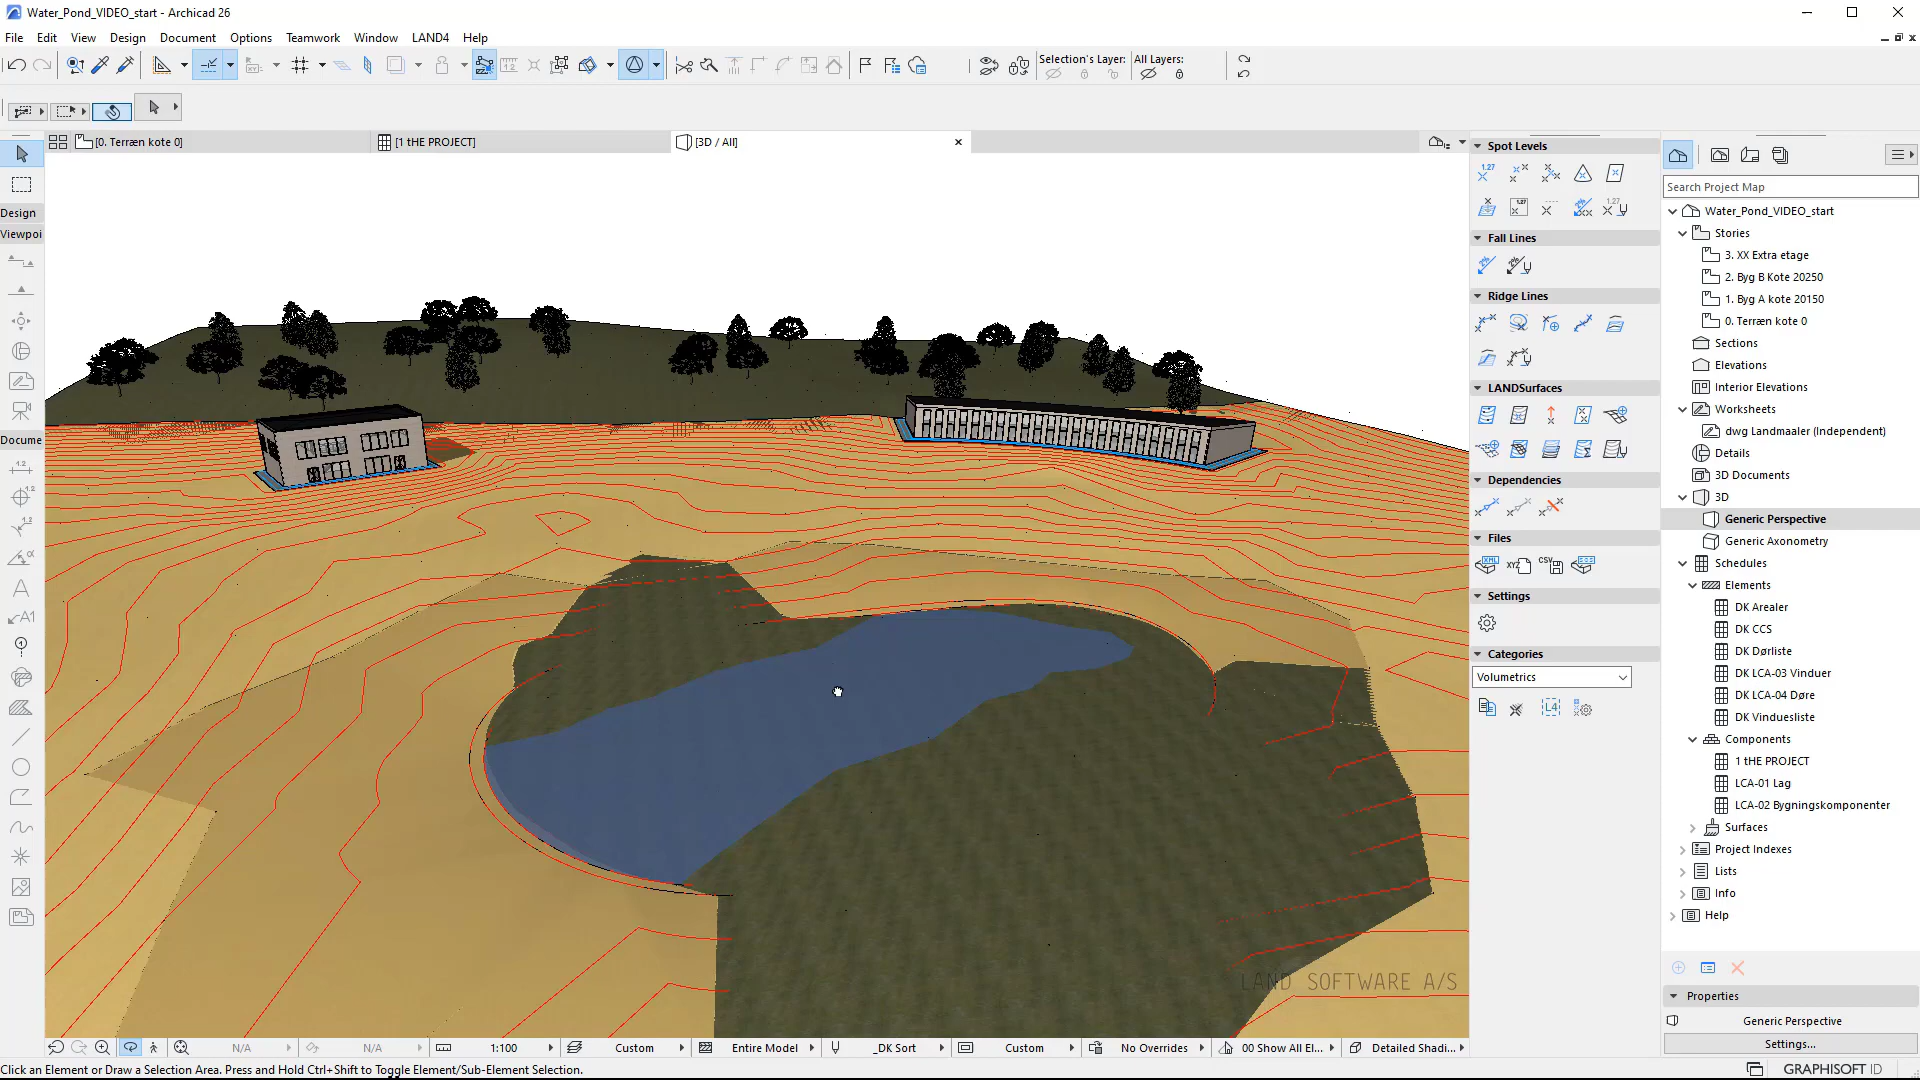 Water_Pond_VIDEO_start - Archicad 26
File Edit View Design Document Options Teamwork Window LAND4 Help
Selection's Layer: All Layers:
[0. Terræn kote 0]
[1 tHE PROJECT]
[3D / All]
Design
Viewpoi
Docume
Spot Levels
Fall Lines
Ridge Lines
LANDSurfaces
Dependencies
Files
Settings
Categories
Volumetrics
Search Project Map
Water_Pond_VIDEO_start
Stories
3. XX Extra etage
2. Byg B Kote 20250
1. Byg A kote 20150
0. Terræn kote 0
Sections
Elevations
Interior Elevations
Worksheets
dwg Landmaaler (Independent)
Details
3D Documents
3D
Generic Perspective
Generic Axonometry
Schedules
Elements
DK Arealer
DK CCS
DK Dørliste
DK LCA-03 Vinduer
DK LCA-04 Døre
DK Vinduesliste
Components
1 tHE PROJECT
LCA-01 Lag
LCA-02 Bygningskomponenter
Surfaces
Project Indexes
Lists
Info
Help
Properties
Generic Perspective
Settings...
LAND SOFTWARE A/S
N/A N/A 1:100 Custom Entire Model _DK Sort Custom No Overrides 00 Show All El... Detailed Shadi...
Click an Element or Draw a Selection Area. Press and Hold Ctrl+Shift to Toggle Element/Sub-Element Selection.
GRAPHISOFT ID